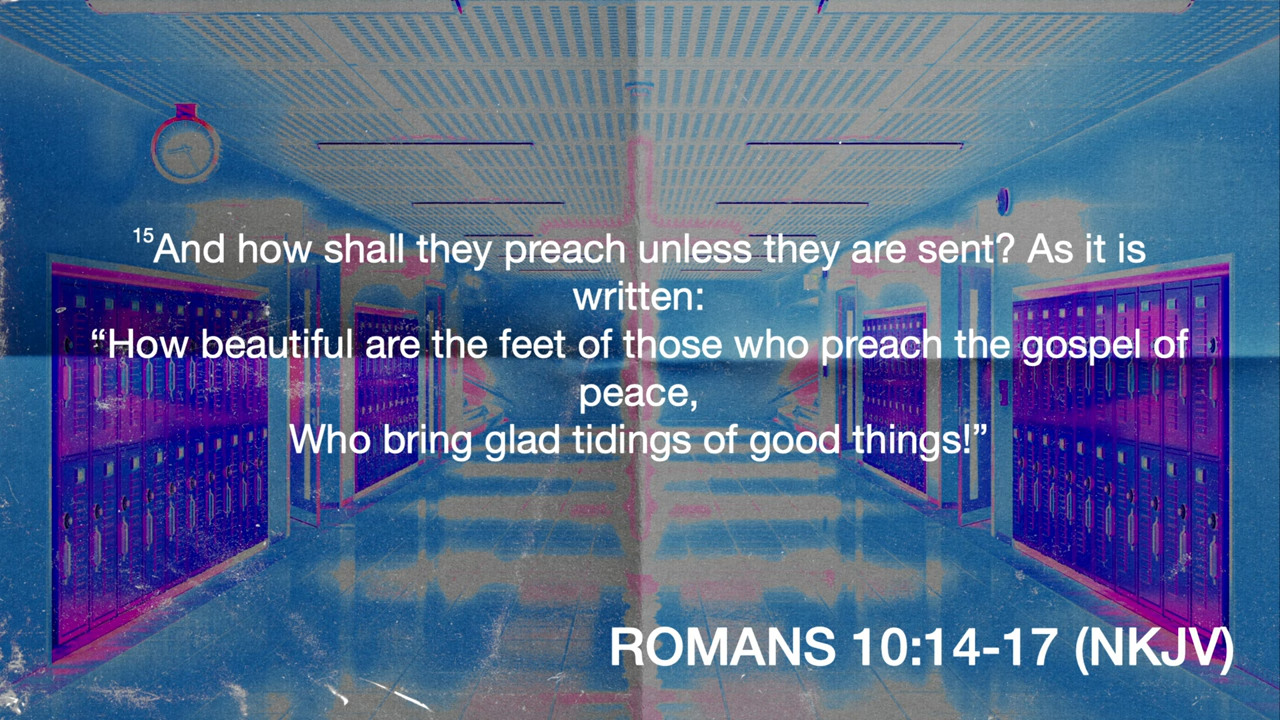 ¹⁵And how shall they preach unless they are sent? As it is
written:
“How beautiful are the feet of those who preach the gospel of
peace,
Who bring glad tidings of good things!”
ROMANS 10:14-17 (NKJV)